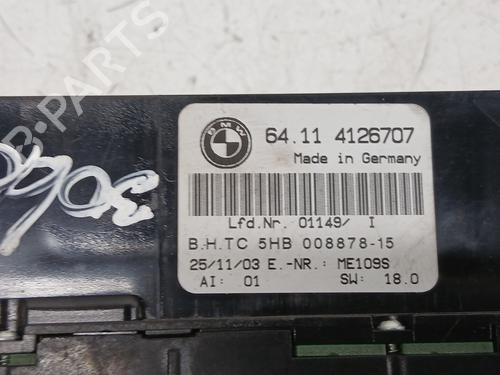 PARTS
BMW
64.11 4126707
Made in Germany
Lfd.Nr. 01149/ I
B.H.TC 5HB 008878-15
25/11/03 E.-NR.: ME109S
AI: 01 SW: 18.0